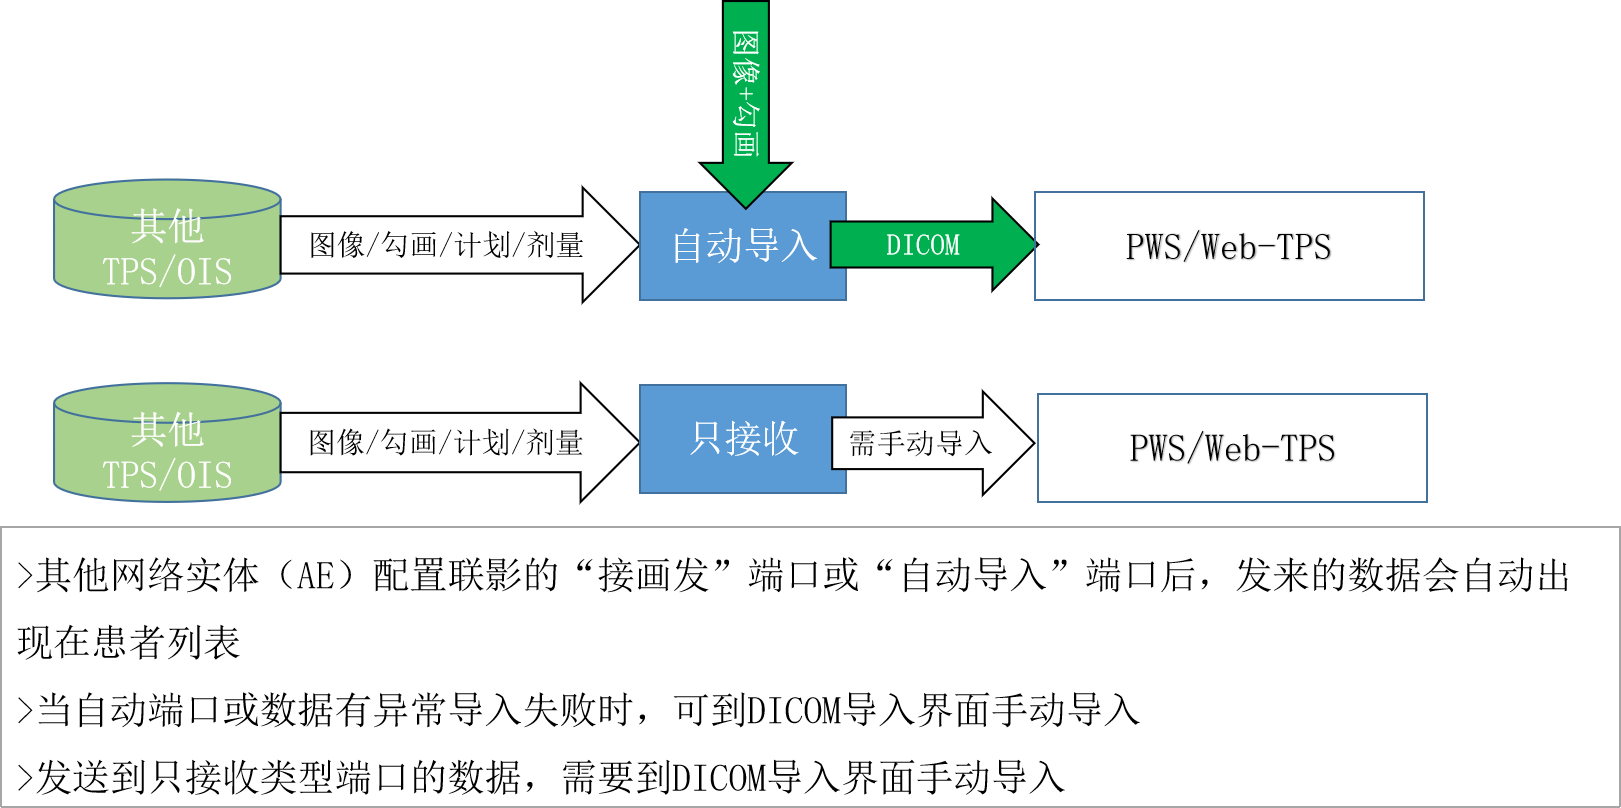 图像+勾画
其他
TPS/OIS
图像/勾画/计划/剂量
自动导入
DICOM
PWS/Web-TPS
其他
TPS/OIS
图像/勾画/计划/剂量
只接收
需手动导入
PWS/Web-TPS
>其他网络实体（AE）配置联影的“接画发”端口或“自动导入”端口后，发来的数据会自动出
现在患者列表
>当自动端口或数据有异常导入失败时，可到DICOM导入界面手动导入
>发送到只接收类型端口的数据，需要到DICOM导入界面手动导入